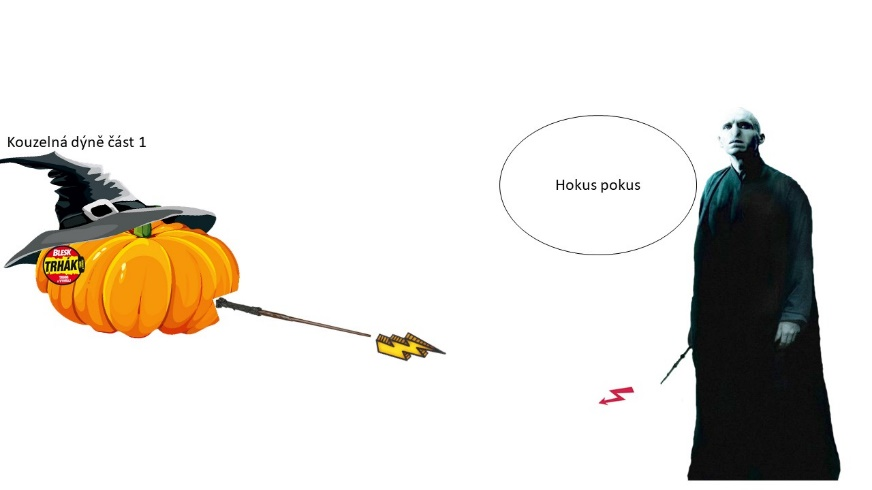 Kouzelná dýně část 1
Hokus pokus
BLESK
TRHÁK